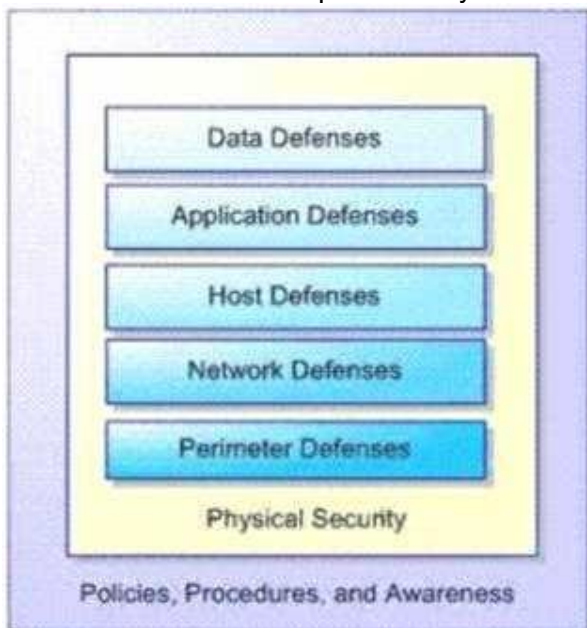 Data Defenses
Application Defenses
Host Defenses
Network Defenses
Perimeter Defenses
Physical Security
Policies, Procedures, and Awareness